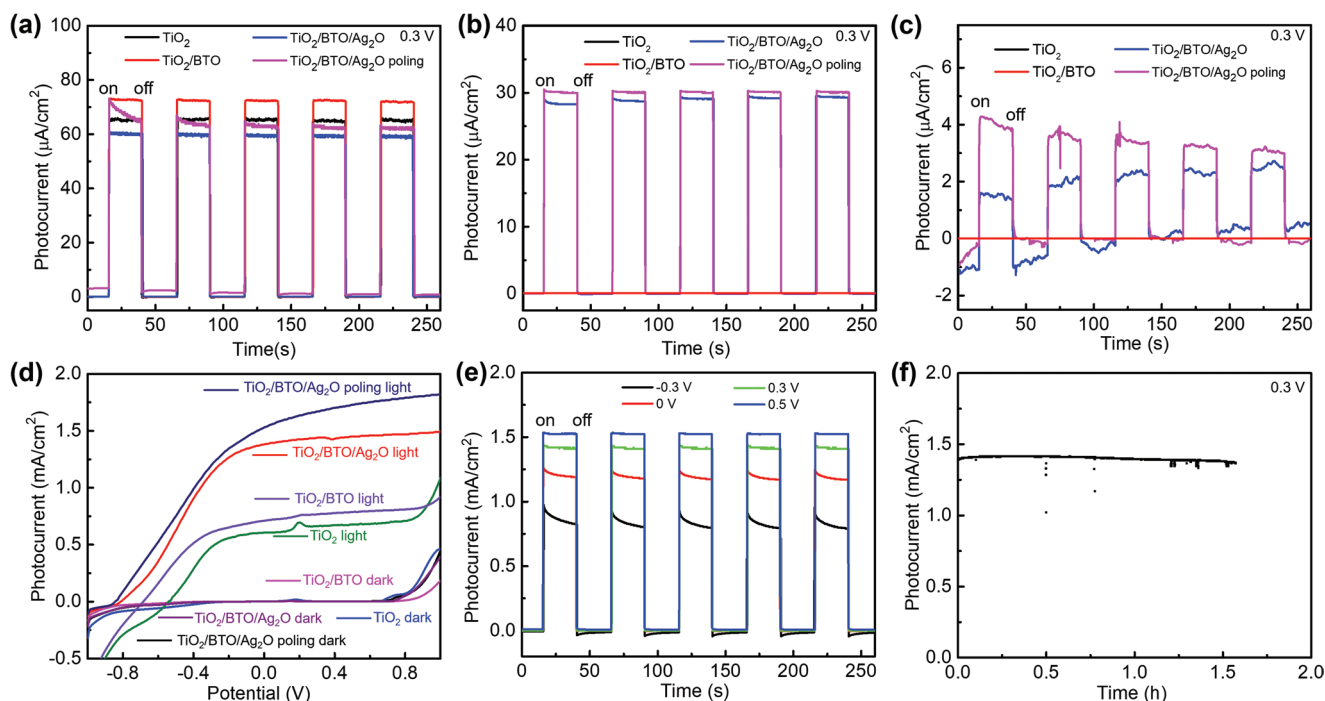 (a)
TiO2 TiO2/BTO/Ag2O 0.3 V
TiO2/BTO TiO2/BTO/Ag2O poling
on off
100
80
60
40
20
0
Photocurrent (μA/cm2)
0 50 100 150 200 250
Time(s)
(b)
TiO2 TiO2/BTO/Ag2O 0.3 V
TiO2/BTO TiO2/BTO/Ag2O poling
on off
40
30
20
10
0
Photocurrent (μA/cm2)
0 50 100 150 200 250
Time (s)
(c)
TiO2 TiO2/BTO/Ag2O 0.3 V
TiO2/BTO TiO2/BTO/Ag2O poling
on off
8
6
4
2
0
-2
Photocurrent (μA/cm2)
0 50 100 150 200 250
Time (s)
(d)
2.0
1.5
1.0
0.5
0.0
-0.5
Photocurrent (mA/cm2)
TiO2/BTO/Ag2O poling light
TiO2/BTO/Ag2O light
TiO2/BTO light
TiO2 light
TiO2/BTO dark
TiO2/BTO/Ag2O dark TiO2 dark
TiO2/BTO/Ag2O poling dark
-0.8 -0.4 0.0 0.4 0.8
Potential (V)
(e)
-0.3 V 0.3 V
0 V 0.5 V
on off
2.0
1.5
1.0
0.5
0.0
Photocurrent (mA/cm2)
0 50 100 150 200 250
Time (s)
(f)
0.3 V
2.0
1.5
1.0
0.5
0.0
Photocurrent (mA/cm2)
0.0 0.5 1.0 1.5 2.0
Time (h)